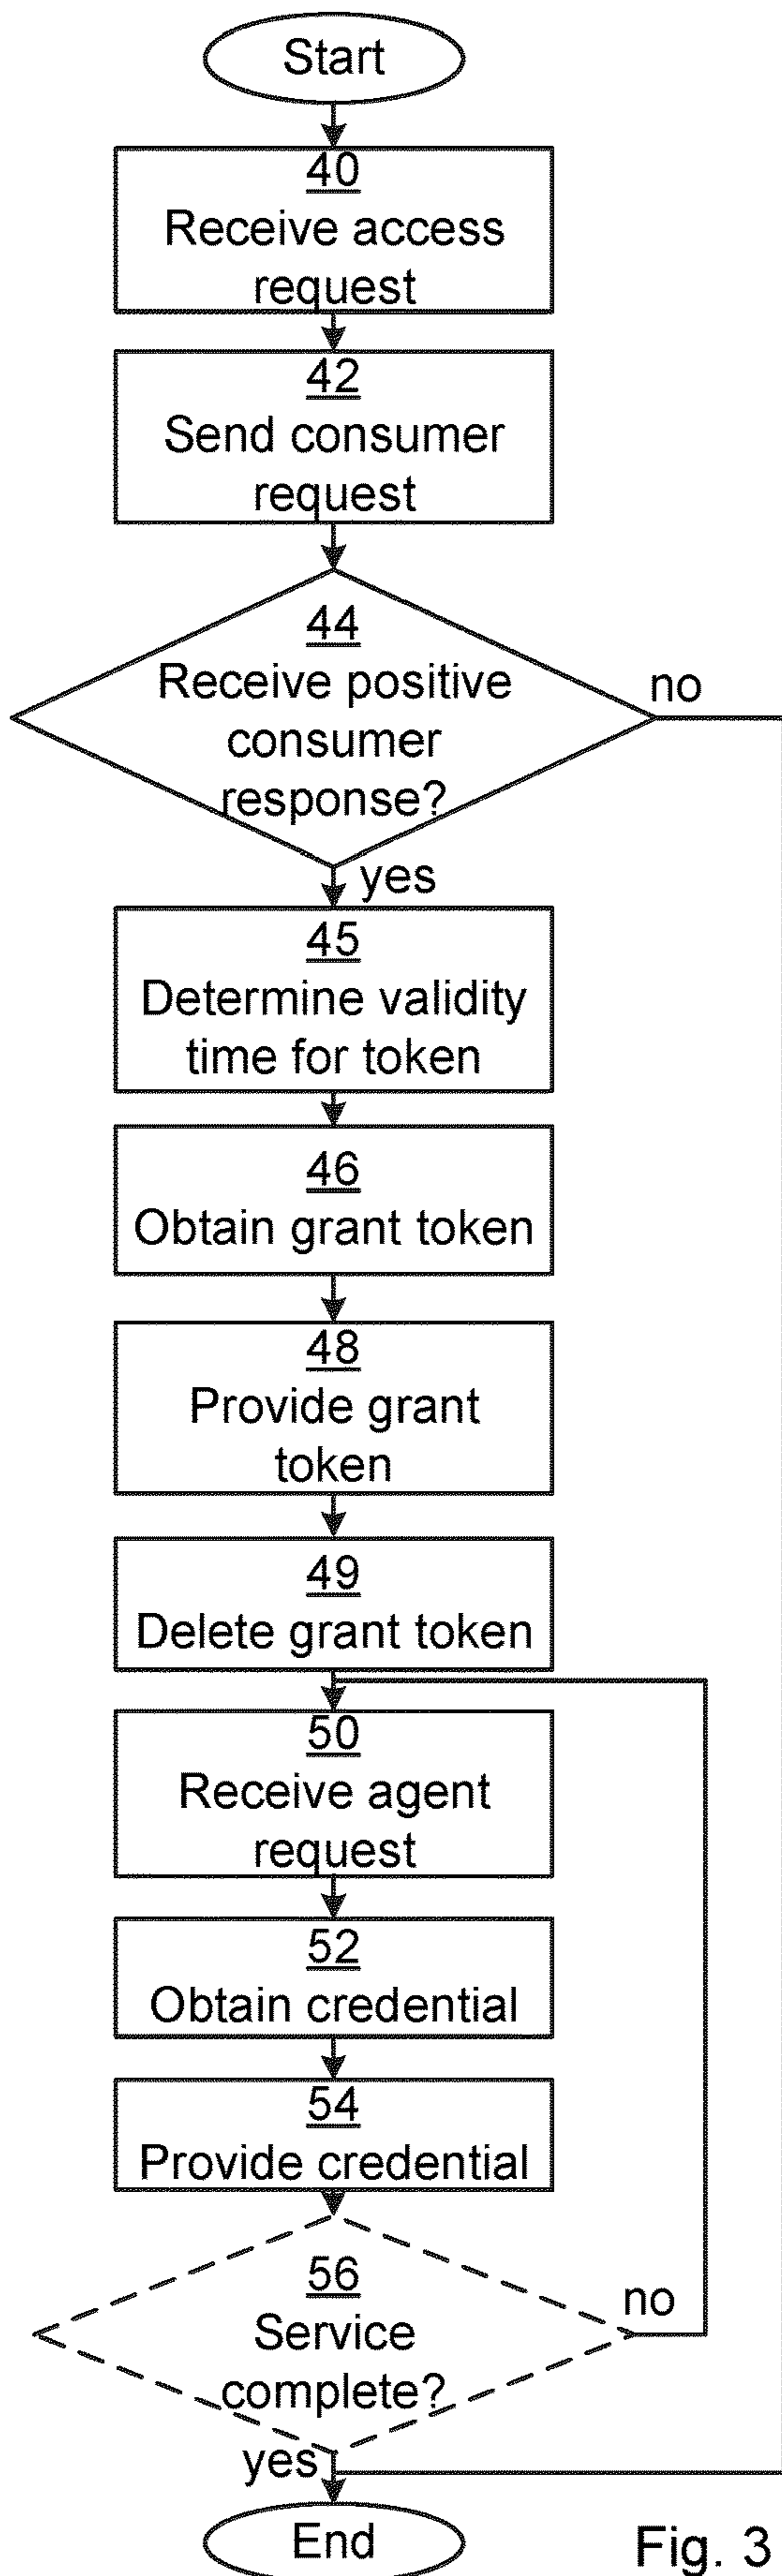 Start
40
Receive access
request
42
Send consumer
request
44
Receive positive
consumer
response?
no
yes
45
Determine validity
time for token
46
Obtain grant token
48
Provide grant
token
49
Delete grant token
50
Receive agent
request
52
Obtain credential
54
Provide credential
56
Service
complete?
no
yes
End
Fig. 3